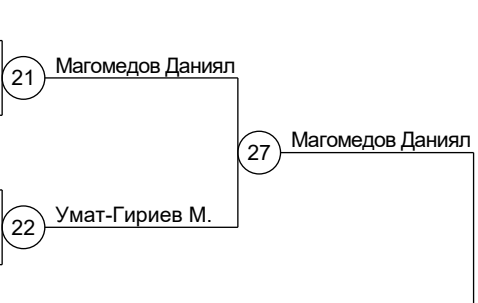 21 Магомедов Даниял
27 Магомедов Даниял
22 Умат-Гириев М.